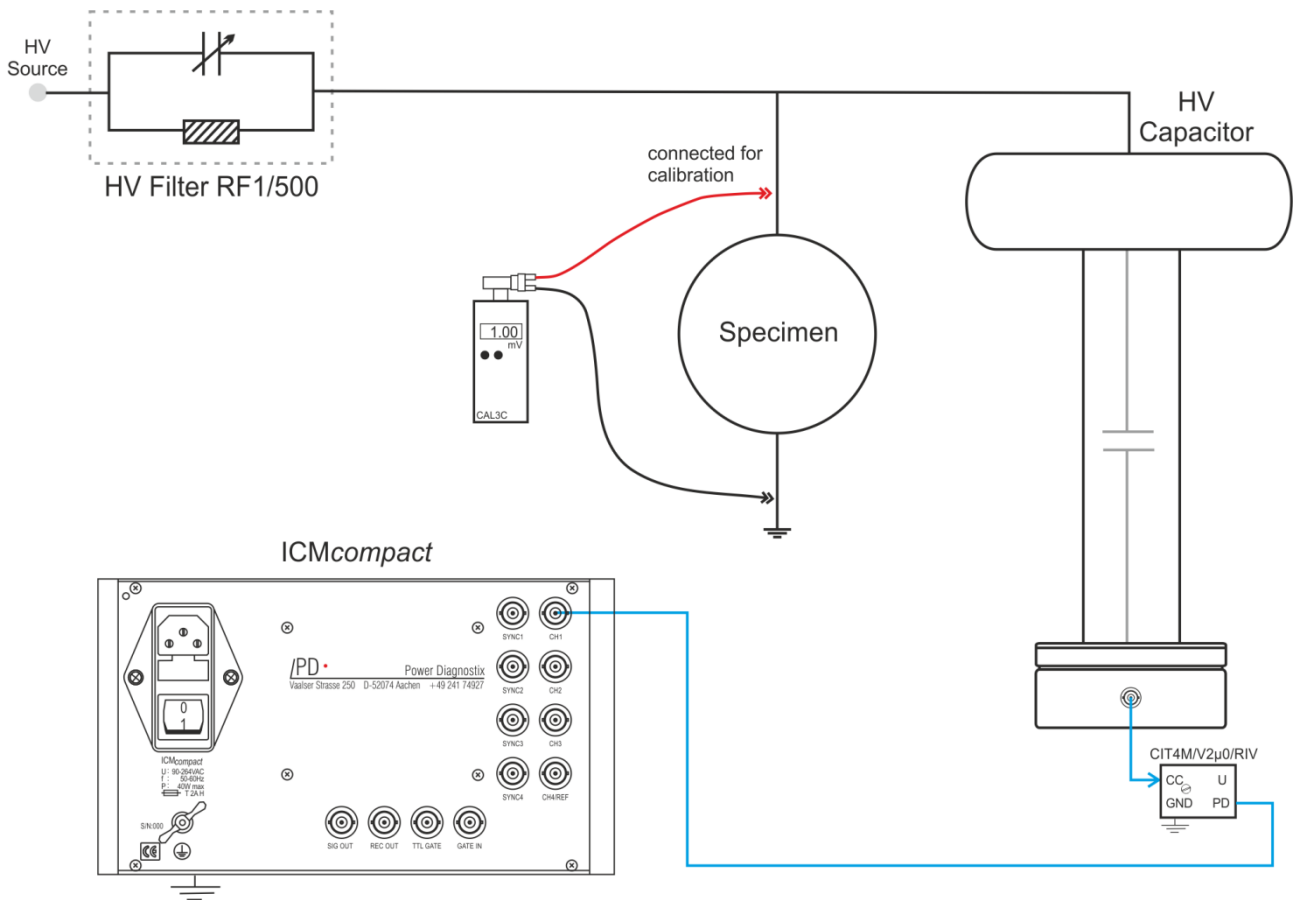 HV
Source
HV Filter RF1/500
connected for
calibration
HV
Capacitor
1.00
mV
CAL3C
Specimen
ICMcompact
SYNC1
CH1
/PD
Power Diagnostix
Vaalser Strasse 250 D-52074 Aachen +49 241 74927
SYNC2
CH2
0
1
SYNC3
CH3
ICMcompact
U: 90-264VAC
f : 50-60Hz
P: 40W max
T 2A H
SYNC4
CH4/REF
S/N:000
CE
SIG OUT
REC OUT
TTL GATE
GATE IN
CIT4M/V2µ0/RIV
CC U
GND PD